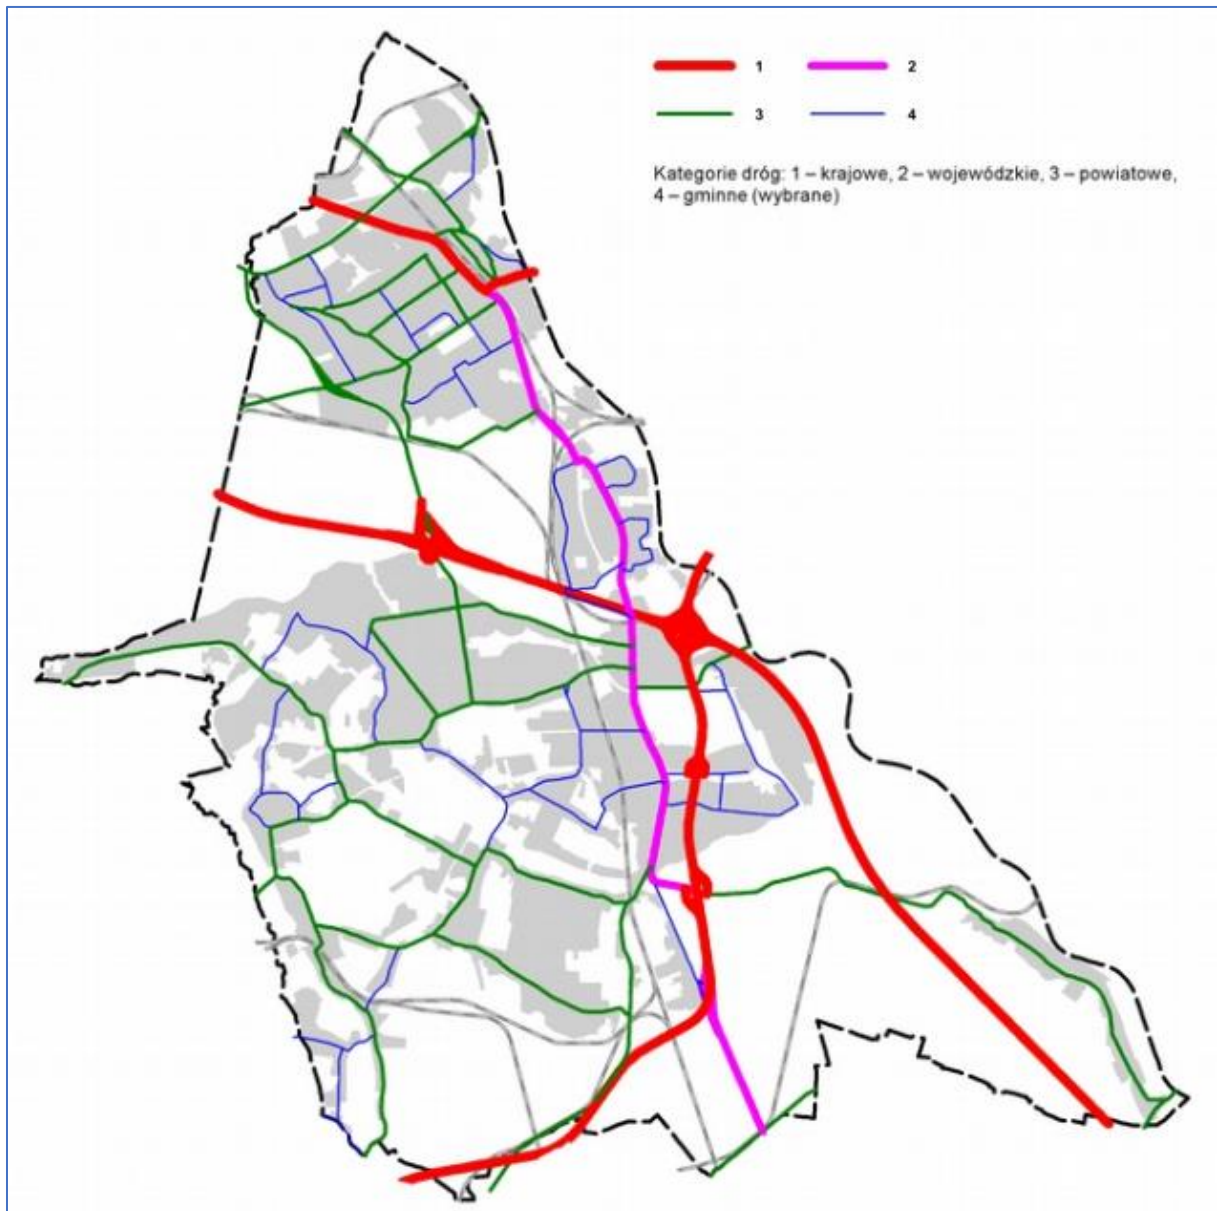 1 2
3 4
Kategorie dróg: 1 – krajowe, 2 – wojewódzkie, 3 – powiatowe,
4 – gminne (wybrane)